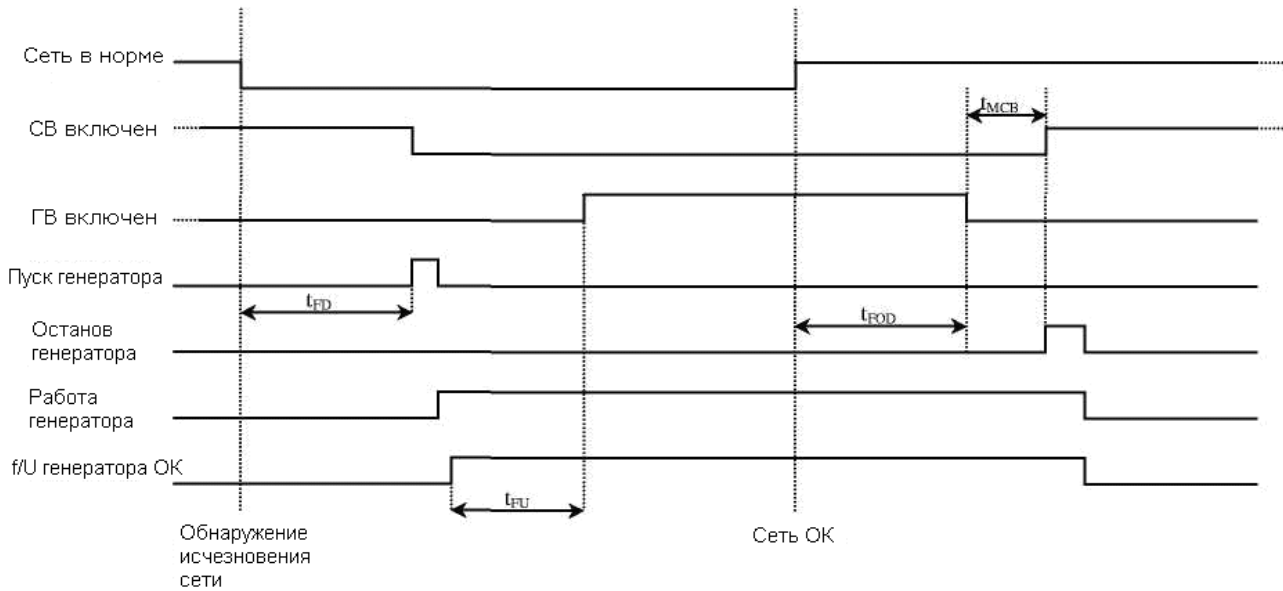 Сеть в норме
t_MCB
СВ включен
ГВ включен
Пуск генератора
t_FD
t_FOD
Останов
генератора
Работа
генератора
f/U генератора ОК
t_FU
Обнаружение
исчезновения
сети
Сеть ОК